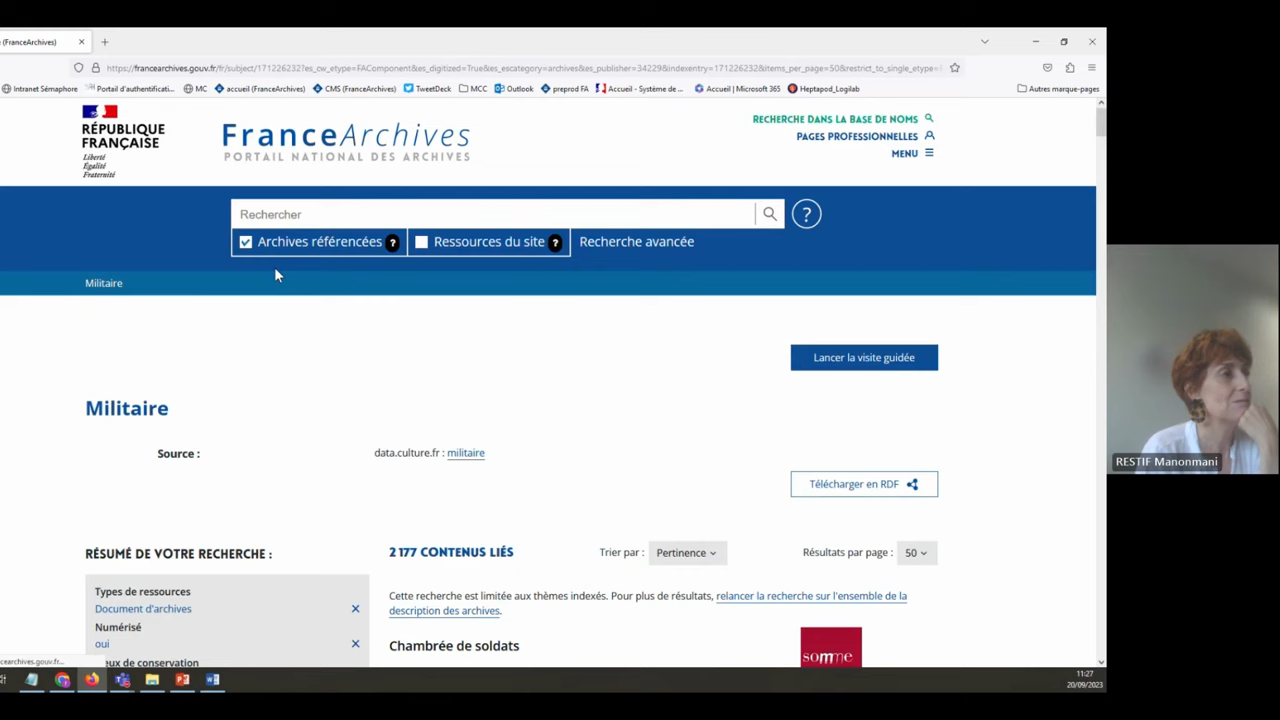 (FranceArchives)
https://francearchives.gouv.fr/fr/subject/171226232?es_cw_etype=FAComponent&es_digitized=True&es_escategory=archives&es_publisher=34229&indexentry=171226232&items_per_page=50&restrict_to_single_etype=
Intranet Sémaphore Portail d'authentificati... MC accueil (FranceArchives) CMS (FranceArchives) TweetDeck MCC Outlook preprod FA Accueil - Système de ... Accueil | Microsoft 365 Heptapod_Logilab Autres marque-pages
RÉPUBLIQUE
FRANÇAISE
Liberté
Égalité
Fraternité
FranceArchives
PORTAIL NATIONAL DES ARCHIVES
RECHERCHE DANS LA BASE DE NOMS
PAGES PROFESSIONNELLES
MENU
Rechercher
?
Archives référencées ? Ressources du site ? Recherche avancée
Militaire
Lancer la visite guidée
Militaire
Source : data.culture.fr : militaire
Télécharger en RDF
RÉSUMÉ DE VOTRE RECHERCHE :
Types de ressources
Document d'archives
Numérisé
oui
Lieux de conservation
2 177 CONTENUS LIÉS Trier par : Pertinence Résultats par page : 50
Cette recherche est limitée aux thèmes indexés. Pour plus de résultats, relancer la recherche sur l'ensemble de la
description des archives.
Chambrée de soldats
somme
RESTIF Manonmani
11:27
20/09/2023